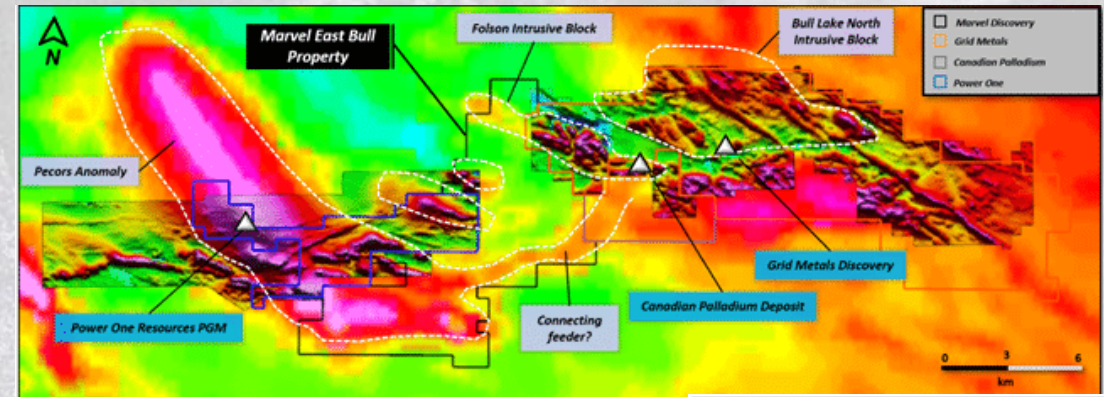 N
Marvel East Bull
Property
Folson Intrusive Block
Bull Lake North
Intrusive Block
Marvel Discovery
Grid Metals
Canadian Palladium
Power One
Pecors Anomaly
Grid Metals Discovery
Canadian Palladium Deposit
Power One Resources PGM
Connecting
feeder?
0 3 6
km